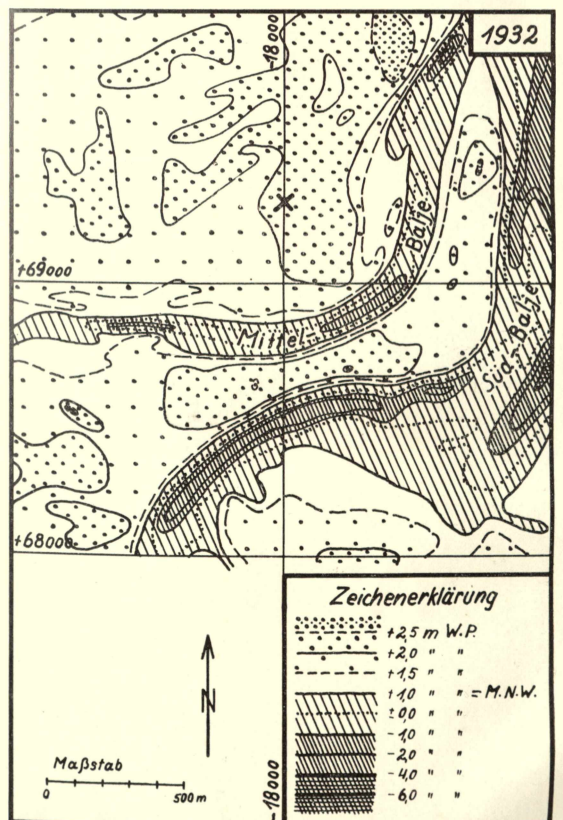 1932
-18000
+69000
Balje
Mittel
Süd-Balje
+68000
Zeichenerklärung
+2,5 m W.P.
+2,0 " "
+1,5 " "
+1,0 " " = M.N.W.
±0,0 " "
-1,0 " "
-2,0 " "
-4,0 " "
-6,0 " "
N
Maßstab
0 500 m
-18000